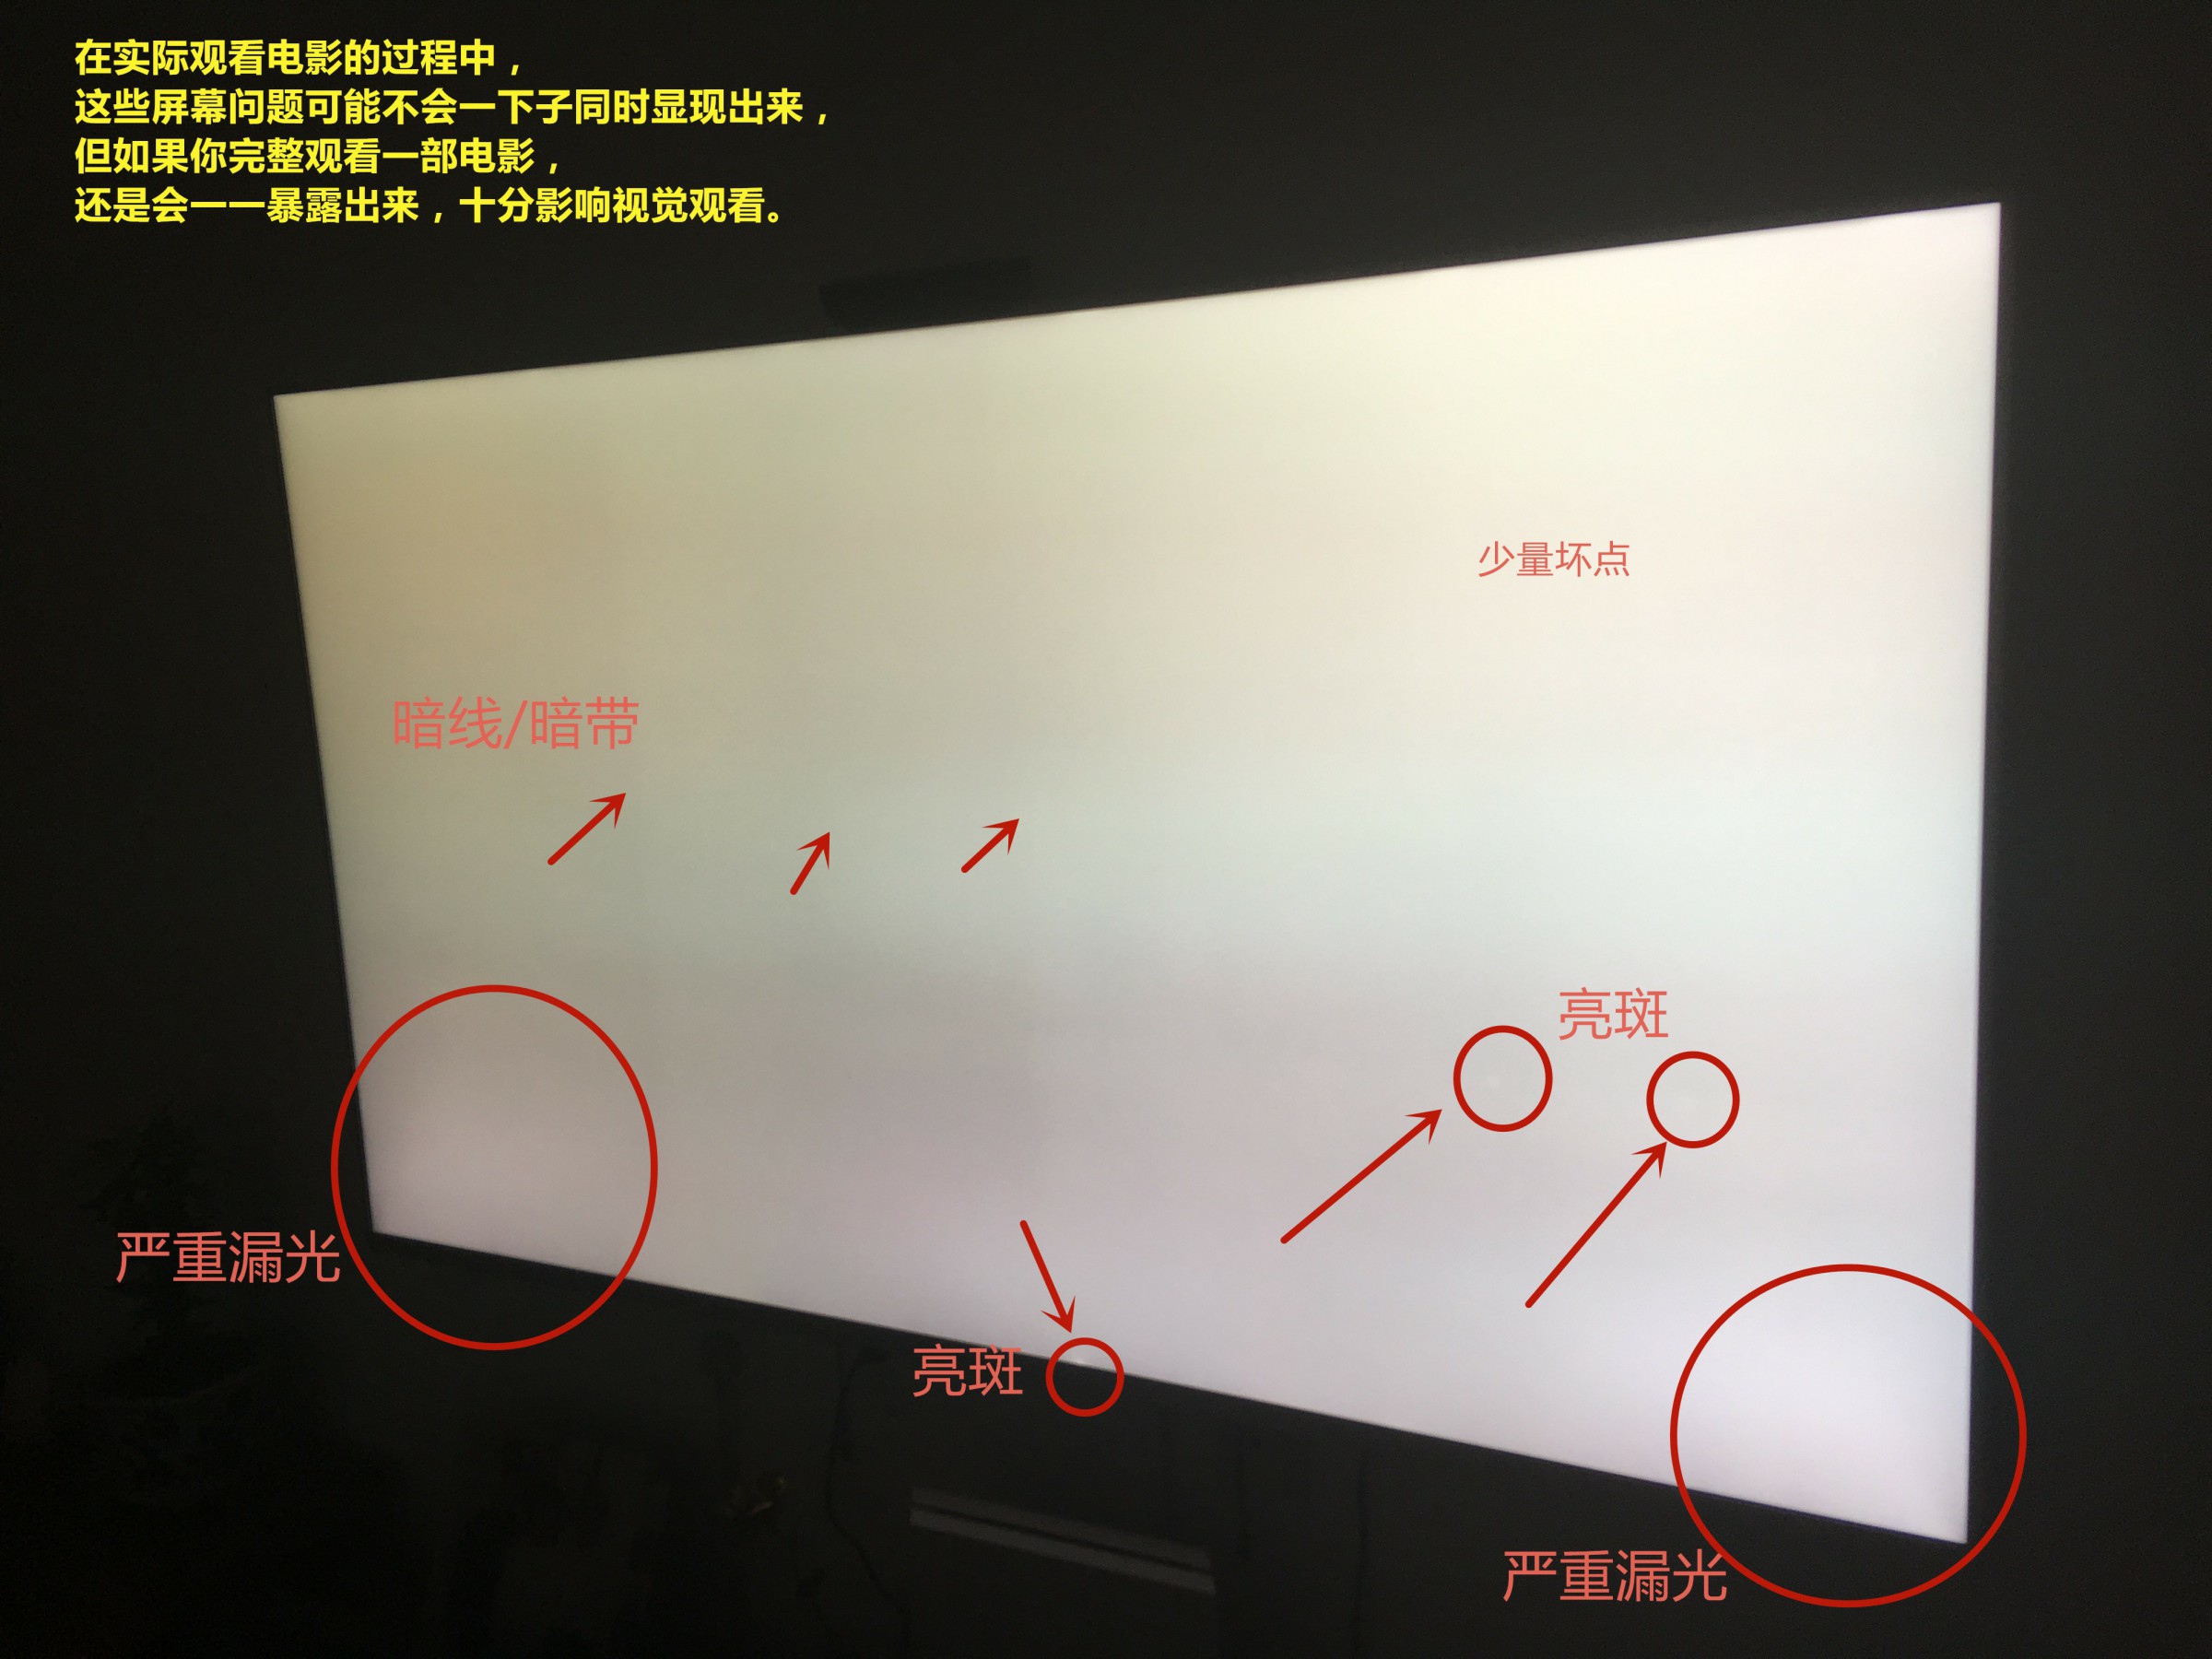 在实际观看电影的过程中，
这些屏幕问题可能不会一下子同时显现出来，
但如果你完整观看一部电影，
还是会一一暴露出来，十分影响视觉观看。
少量坏点
暗线/暗带
亮斑
严重漏光
亮斑
严重漏光